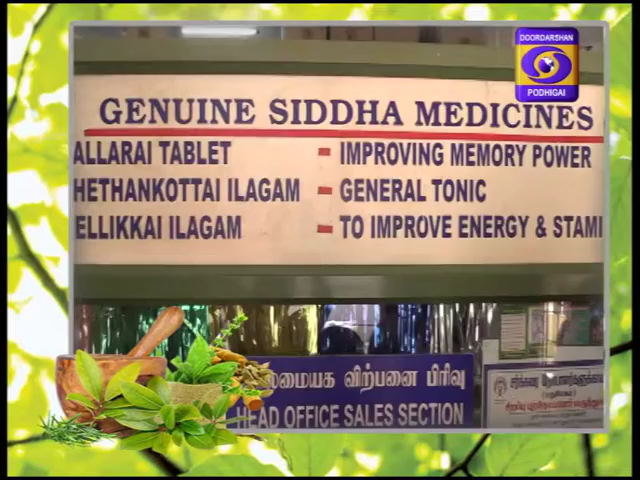 DOORDARSHAN
PODHIGAI
GENUINE SIDDHA MEDICINES
ALLARAI TABLET - IMPROVING MEMORY POWER
HETHANKOTTAI ILAGAM - GENERAL TONIC
ELLIKKAI ILAGAM - TO IMPROVE ENERGY & STAMI
மையக விற்பனை பிரிவு
HEAD OFFICE SALES SECTION